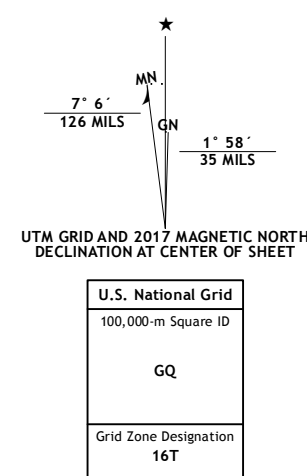 ★
MN
7° 6´
126 MILS
GN
1° 58´
35 MILS
UTM GRID AND 2017 MAGNETIC NORTH
DECLINATION AT CENTER OF SHEET
U.S. National Grid
100,000-m Square ID
GQ
Grid Zone Designation
16T